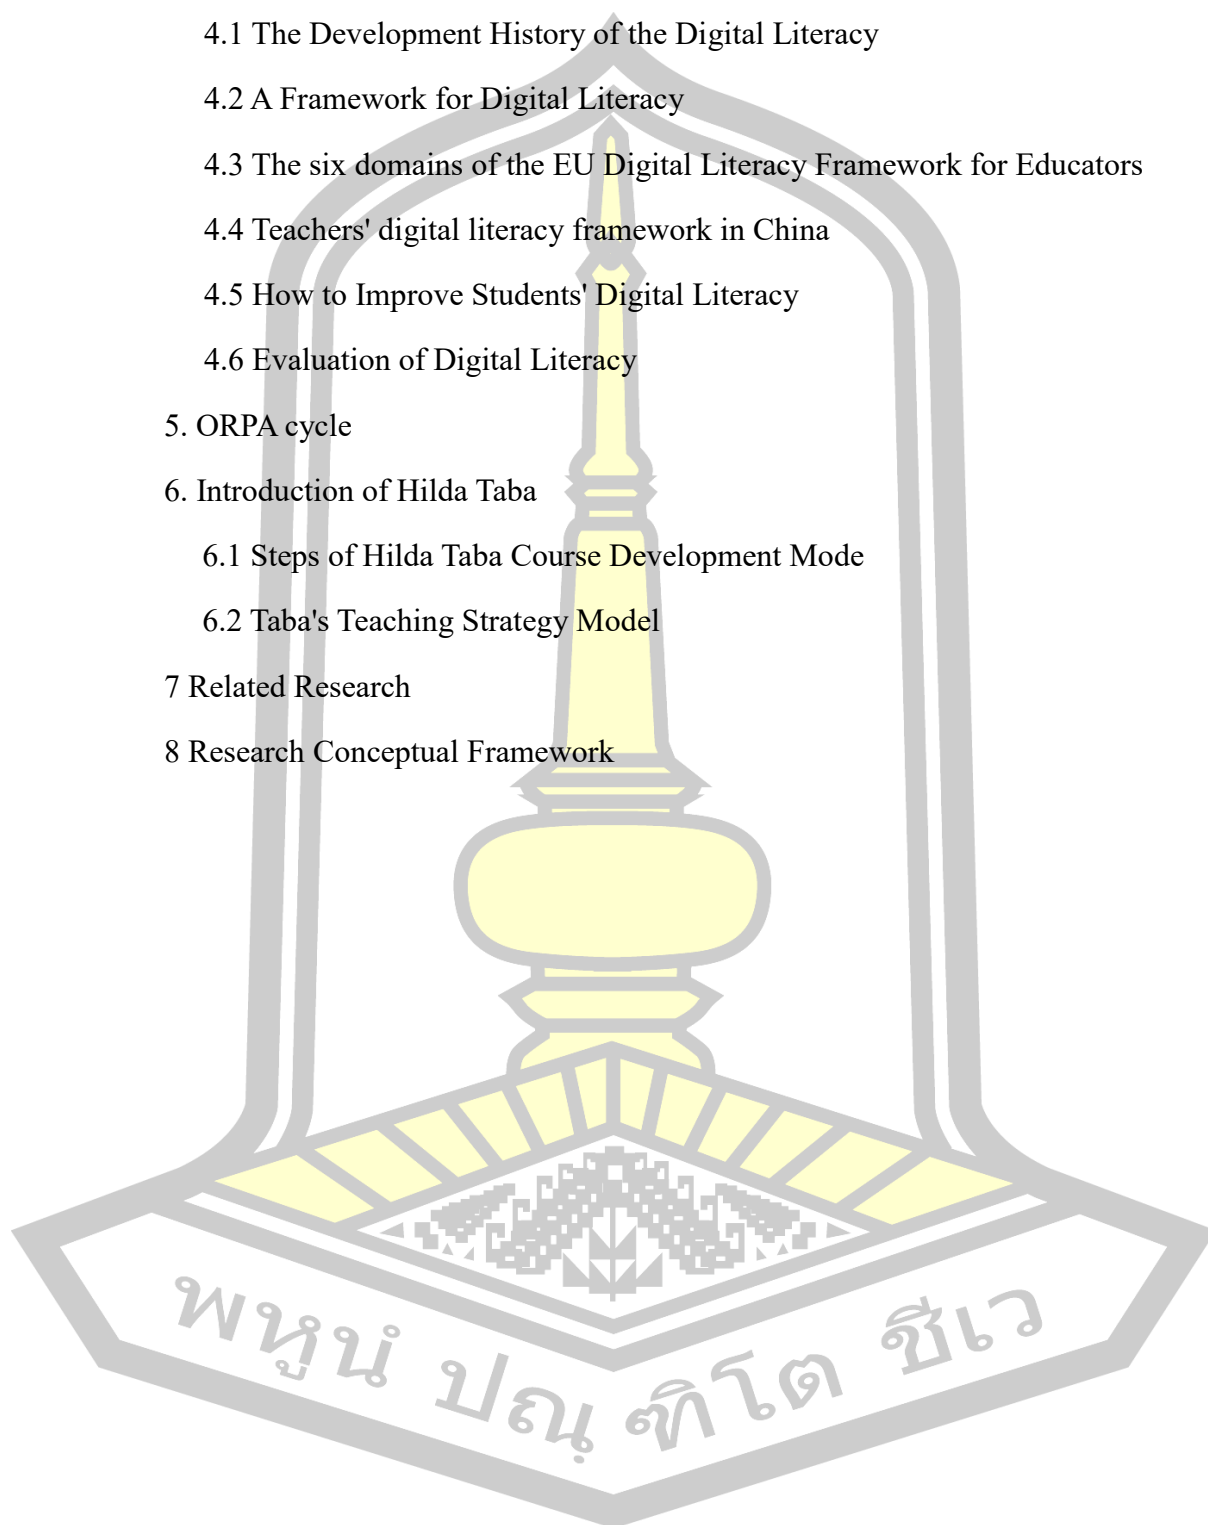 4.1 The Development History of the Digital Literacy
4.2 A Framework for Digital Literacy
4.3 The six domains of the EU Digital Literacy Framework for Educators
4.4 Teachers' digital literacy framework in China
4.5 How to Improve Students' Digital Literacy
4.6 Evaluation of Digital Literacy
5. ORPA cycle
6. Introduction of Hilda Taba
6.1 Steps of Hilda Taba Course Development Mode
6.2 Taba's Teaching Strategy Model
7 Related Research
8 Research Conceptual Framework
พหูนํ ปณฺฑิโต ชีเว